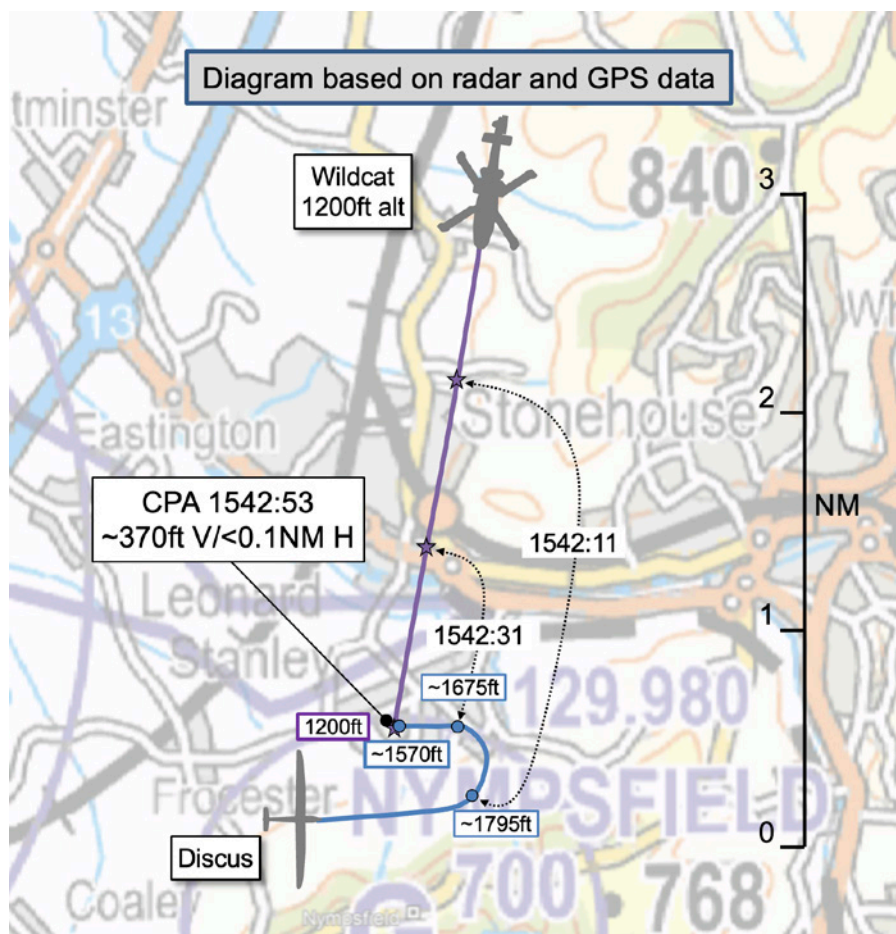 Diagram based on radar and GPS data
tminster
Wildcat
1200ft alt
840
3
Wi
13
2
Stonehouse
Eastington
CPA 1542:53
~370ft V/<0.1NM H
NM
1542:11
Leonard
Stanley
1
1542:31
~1675ft
129.980
1200ft
~1570ft
Frocester
NYMPSFIELD
~1795ft
0
Discus
700
768
Coaley
Nympsfield